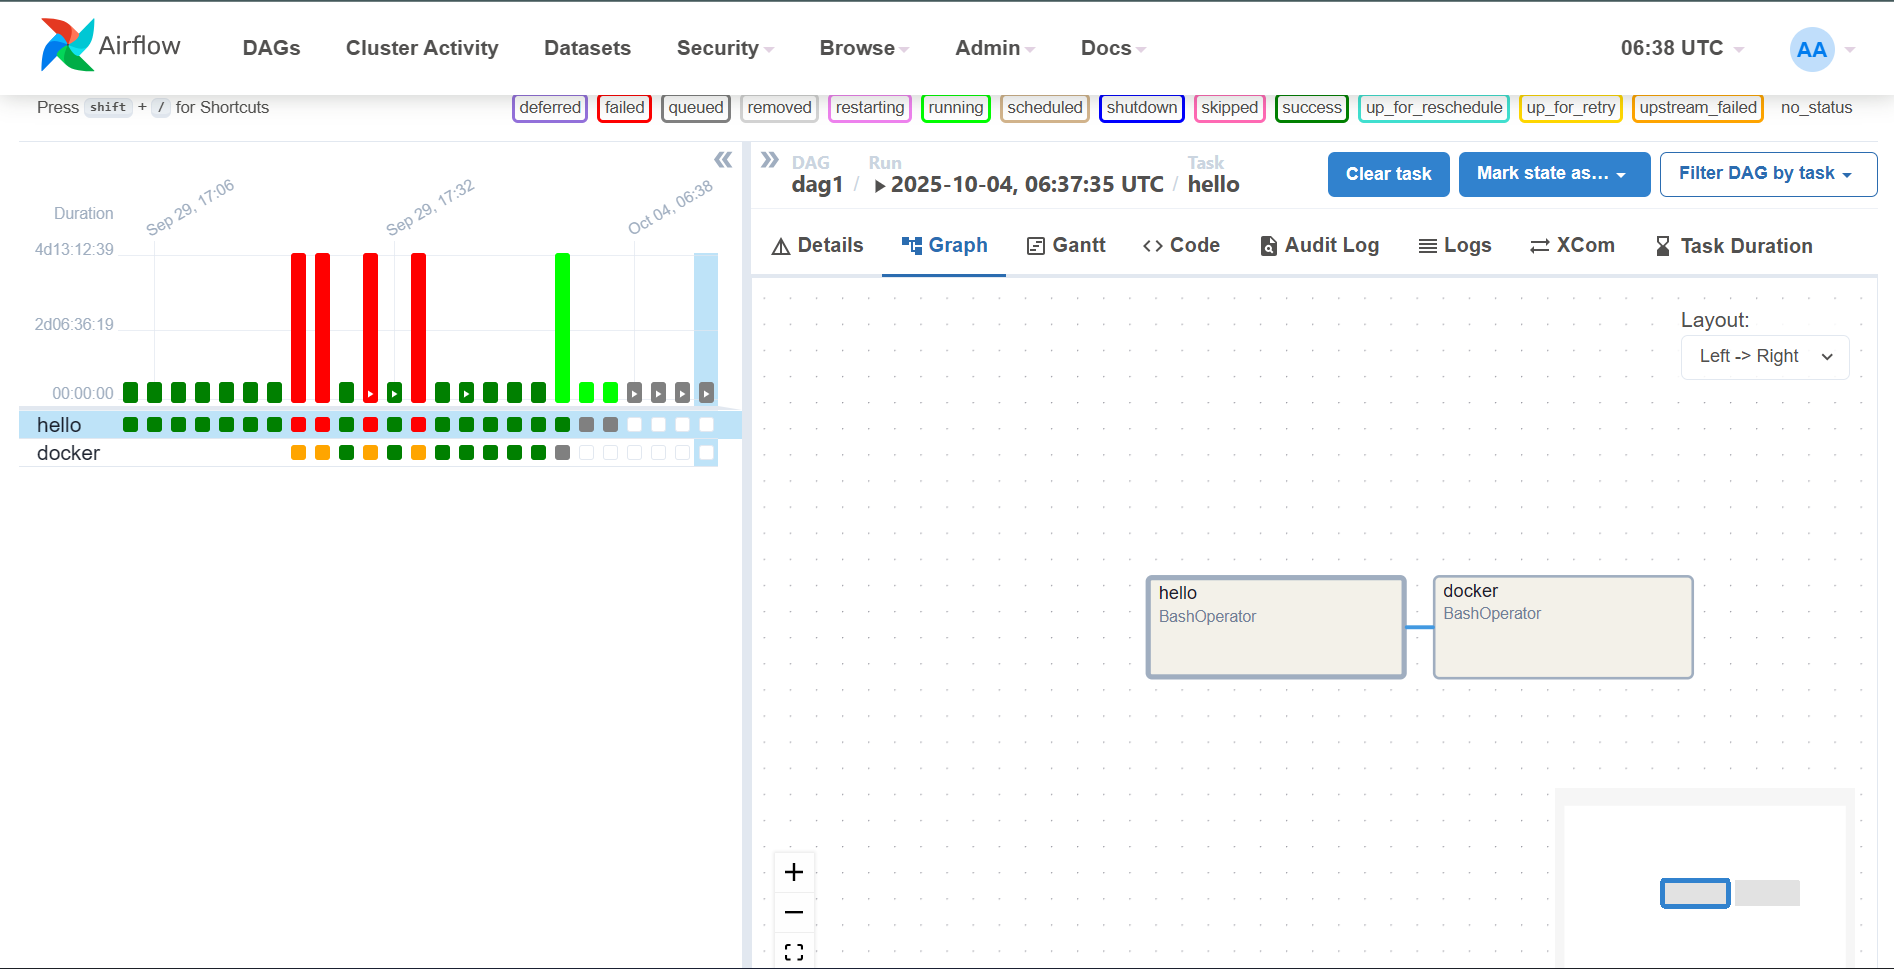 Airflow DAGs Cluster Activity Datasets Security Browse Admin Docs 06:38 UTC AA
Press shift + / for Shortcuts deferred failed queued removed restarting running scheduled shutdown skipped success up_for_reschedule up_for_retry upstream_failed no_status
Sep 29, 17:06
Sep 29, 17:32
Oct 04, 06:38
Duration
4d13:12:39
2d06:36:19
00:00:00
hello
docker
DAG Run Task
dag1 / 2025-10-04, 06:37:35 UTC / hello
Clear task Mark state as... Filter DAG by task
Details Graph Gantt Code Audit Log Logs XCom Task Duration
Layout:
Left -> Right
hello
BashOperator
docker
BashOperator